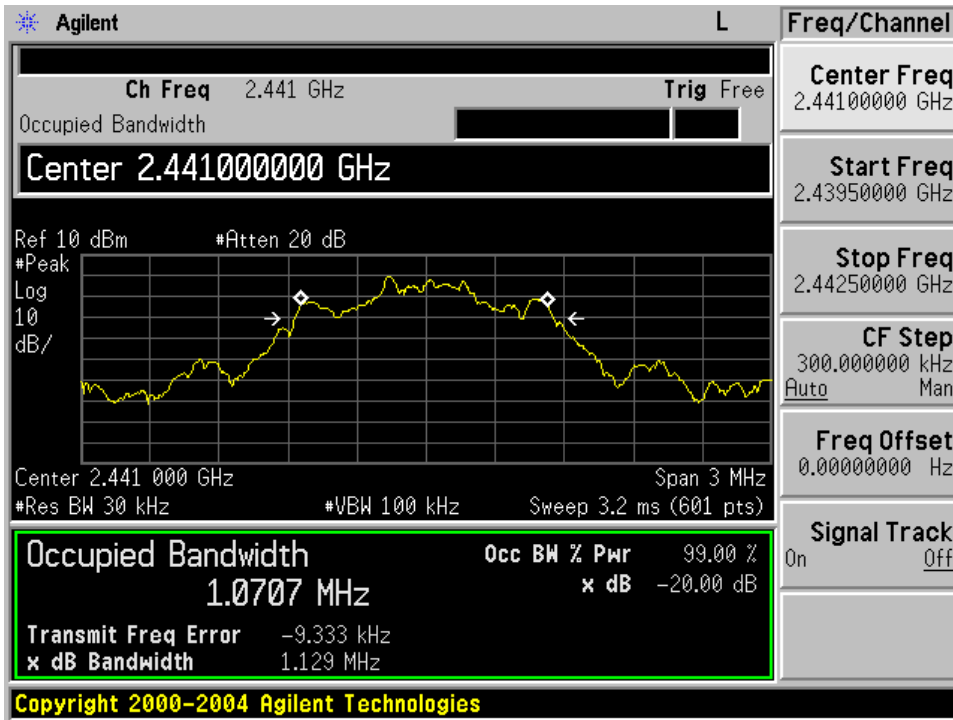 Agilent L Freq/Channel
Ch Freq 2.441 GHz Trig Free
Occupied Bandwidth
Center 2.441000000 GHz
Ref 10 dBm #Atten 20 dB
#Peak
Log
10
dB/
Center 2.441 000 GHz Span 3 MHz
#Res BW 30 kHz #VBW 100 kHz Sweep 3.2 ms (601 pts)
Occupied Bandwidth Occ BW % Pwr 99.00 %
1.0707 MHz x dB -20.00 dB
Transmit Freq Error -9.333 kHz
x dB Bandwidth 1.129 MHz
Copyright 2000-2004 Agilent Technologies
Center Freq
2.44100000 GHz
Start Freq
2.43950000 GHz
Stop Freq
2.44250000 GHz
CF Step
300.000000 kHz
Auto Man
Freq Offset
0.00000000 Hz
Signal Track
On Off